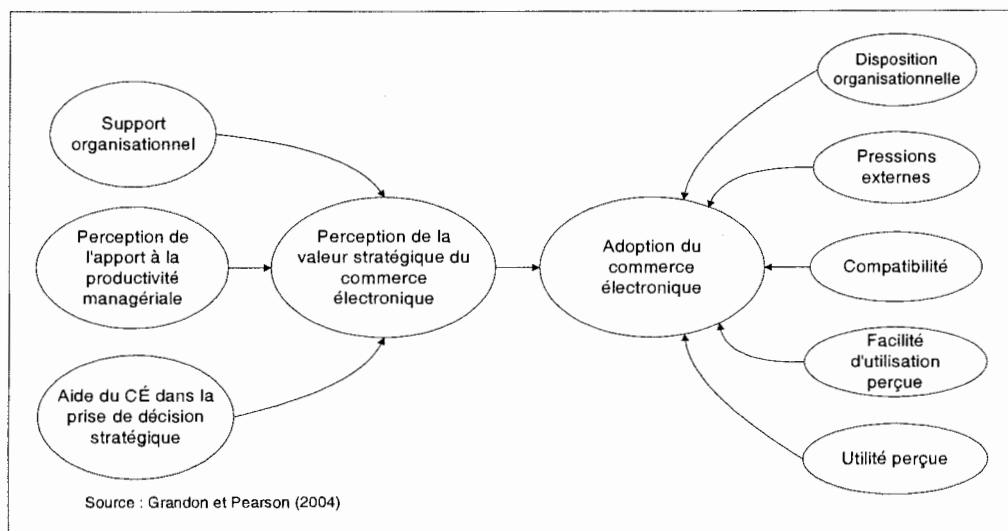 Support
organisationnel
Perception de
l'apport à la
productivité
managériale
Aide du CÉ dans la
prise de décision
stratégique
Perception de la
valeur stratégique du
commerce
électronique
Adoption du
commerce
électronique
Disposition
organisationnelle
Pressions
externes
Compatibilité
Facilité
d'utilisation
perçue
Utilité perçue
Source : Grandon et Pearson (2004)